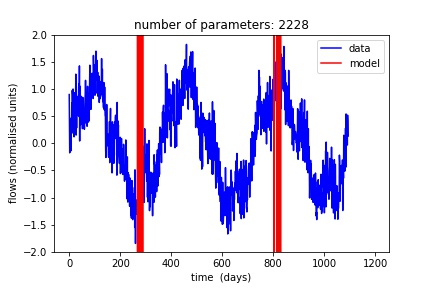 number of parameters: 2228
data
model
flows (normalised units)
2.0
1.5
1.0
0.5
0.0
−0.5
−1.0
−1.5
−2.0
0 200 400 600 800 1000 1200
time (days)